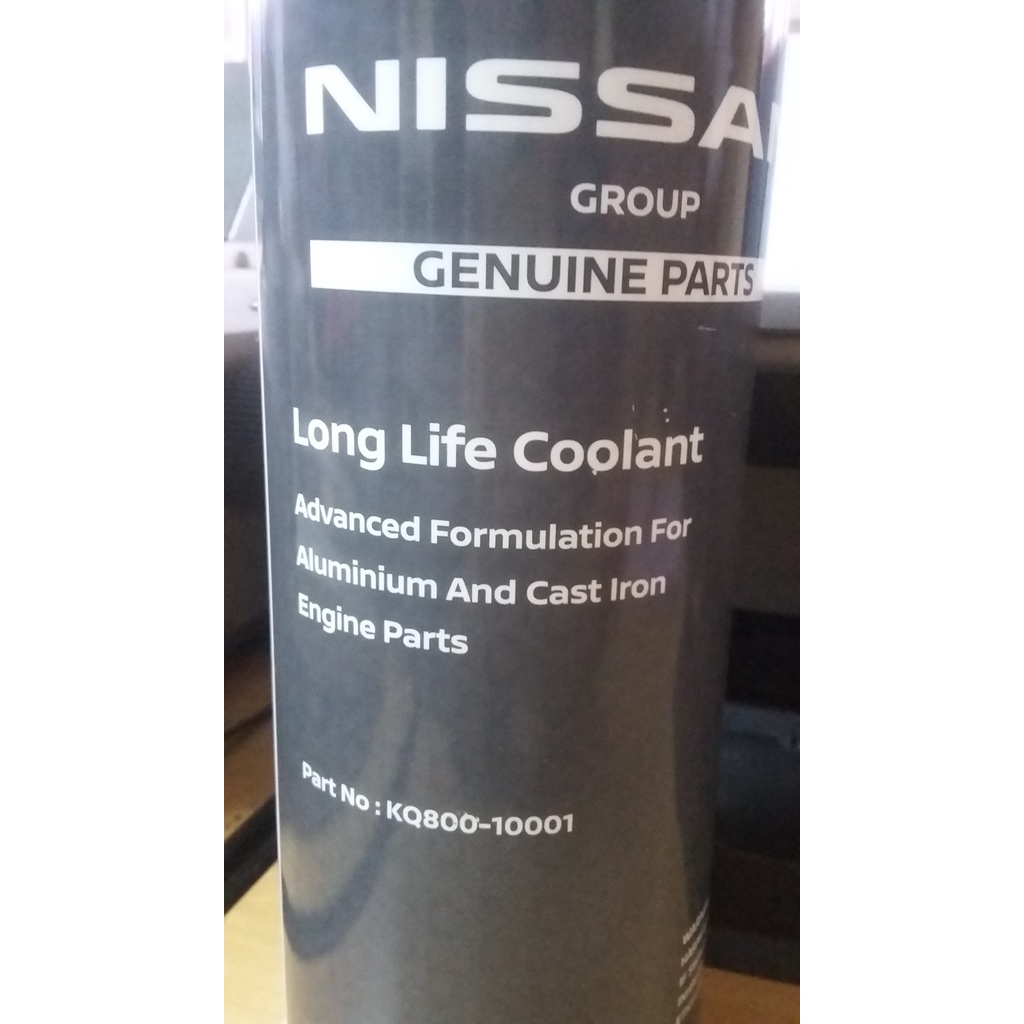 NISSA
GROUP
GENUINE PARTS
Long Life Coolant
Advanced Formulation For
Aluminium And Cast Iron
Engine Parts
Part No : KQ800-10001